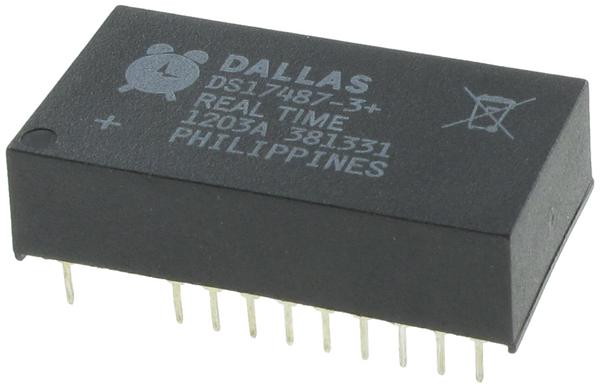 DALLAS
DS17487-3+
REAL TIME
1203A 381331
PHILIPPINES
+